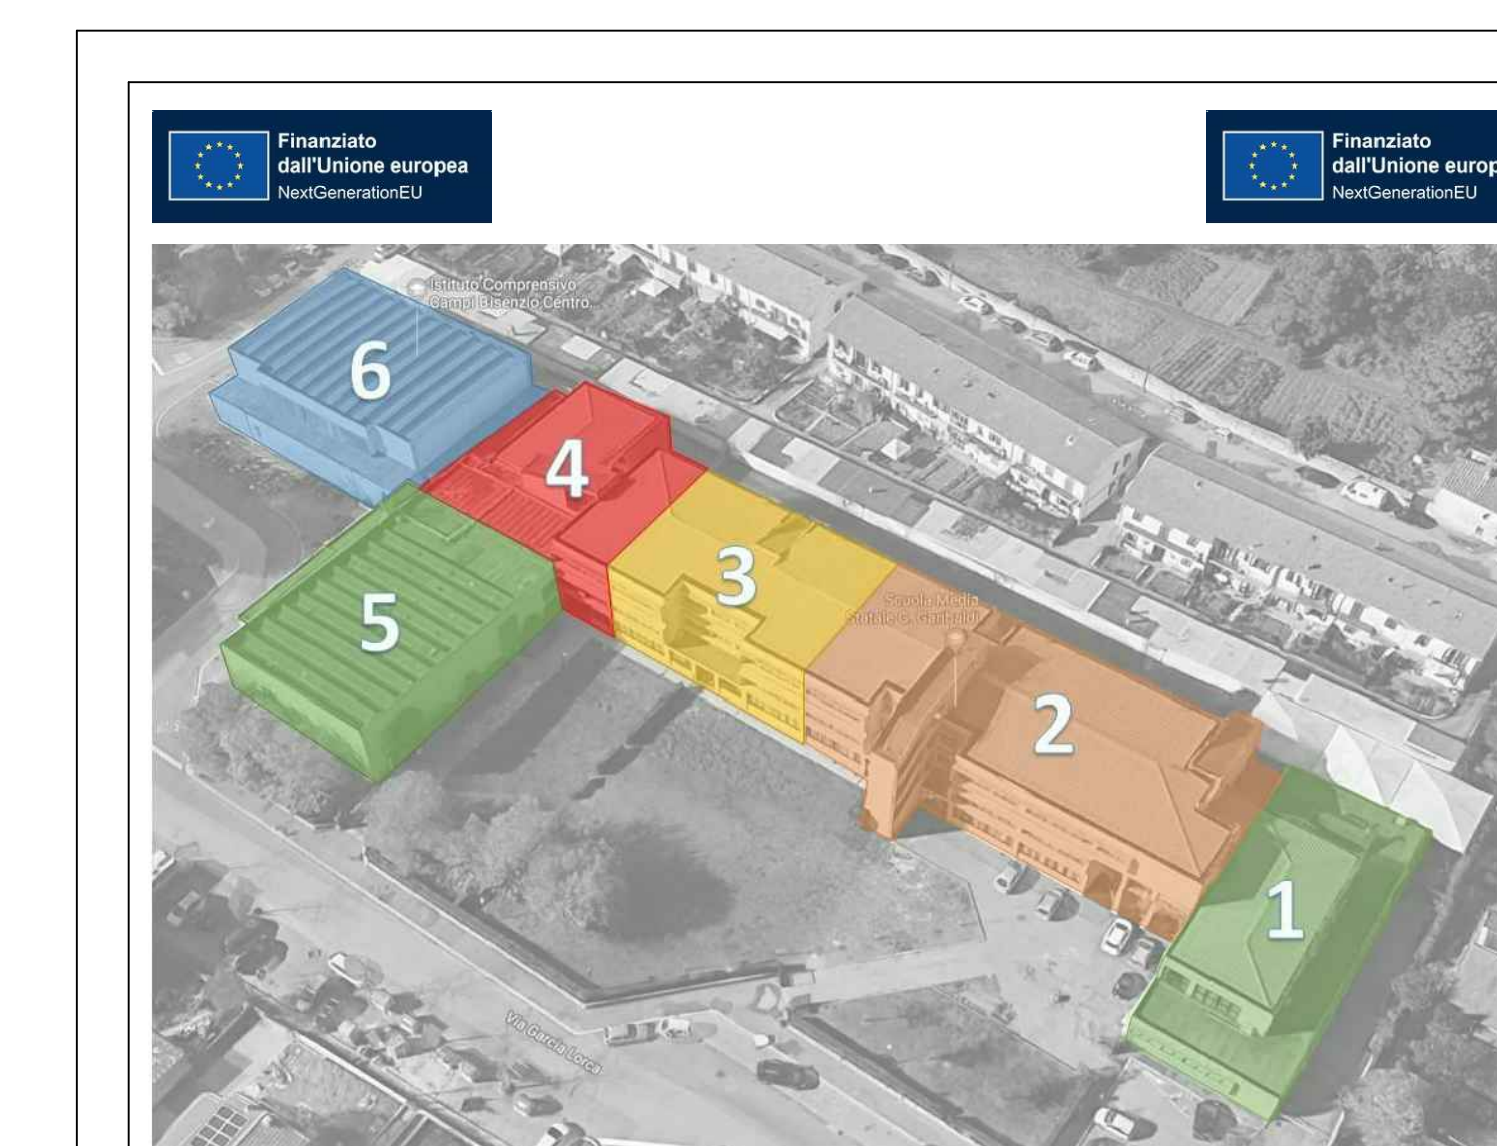 Finanziato
dall'Unione europea
NextGenerationEU
Finanziato
dall'Unione europ
NextGenerationEU
Istituto Comprensivo
Campi Bisenzio Centro.
6
4
3
5
Scuola Media
Statale G. Garibaldi
2
1
Via Garcia Lorca